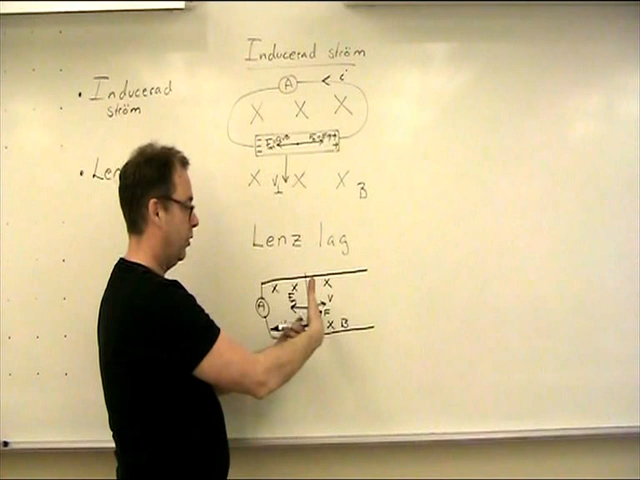 • Inducerad
ström
• Len
Inducerad ström
A i
X X X
X X X
V⊥ B
Lenz lag
X X X
A V
F
X B